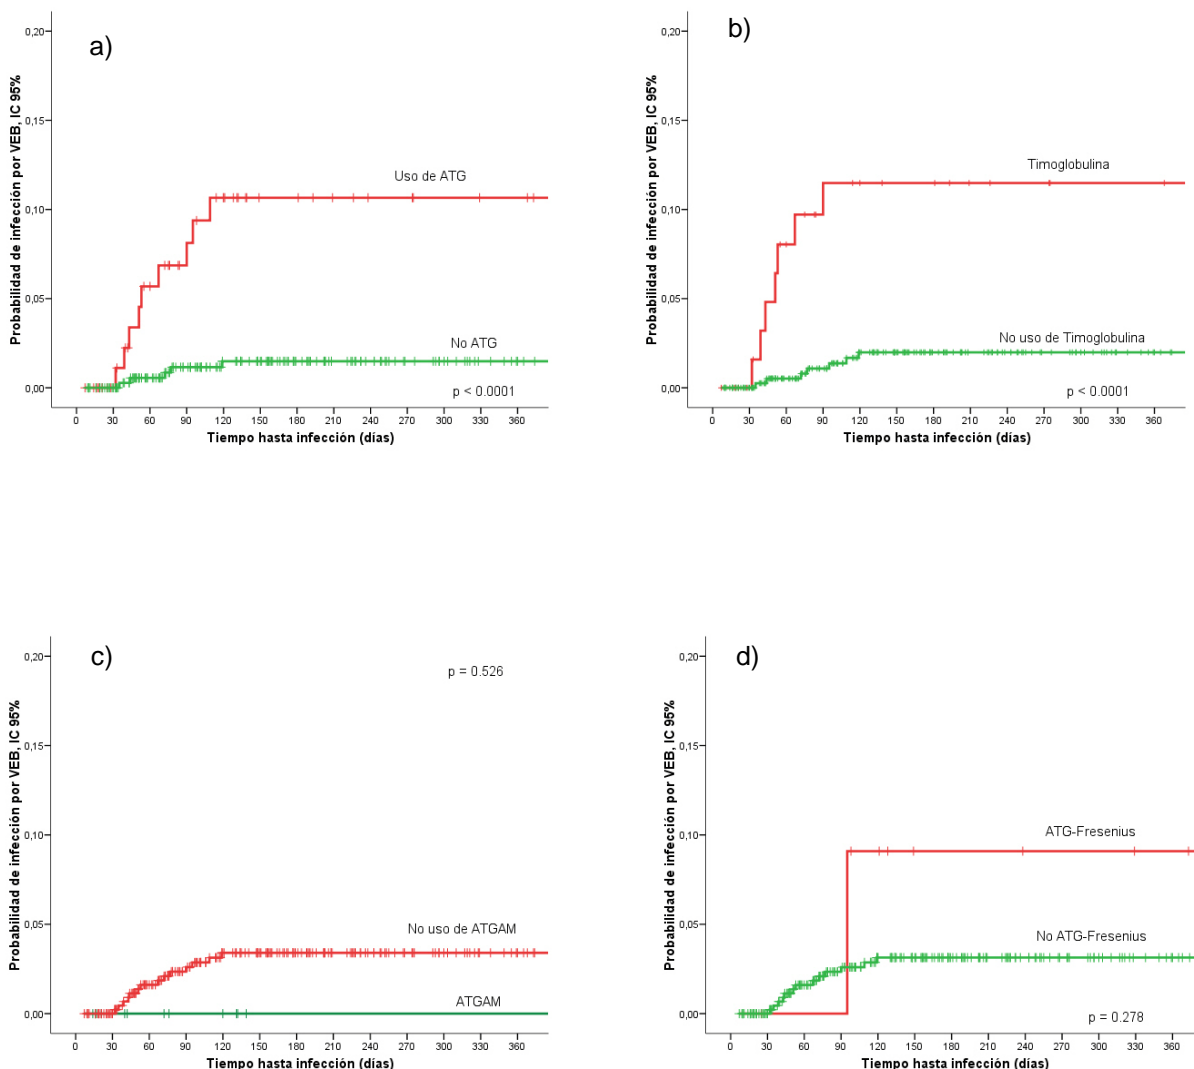 a)
Probabilidad de infección por VEB, IC 95%
0,20
0,15
0,10
0,05
0,00
Uso de ATG
No ATG
p < 0.0001
0 30 60 90 120 150 180 210 240 270 300 330 360
Tiempo hasta infección (días)
b)
Probabilidad de infección por VEB, IC 95%
0,20
0,15
0,10
0,05
0,00
Timoglobulina
No uso de Timoglobulina
p < 0.0001
0 30 60 90 120 150 180 210 240 270 300 330 360
Tiempo hasta infección (días)
c)
Probabilidad de infección por VEB, IC 95%
0,20
0,15
0,10
0,05
0,00
p = 0.526
No uso de ATGAM
ATGAM
0 30 60 90 120 150 180 210 240 270 300 330 360
Tiempo hasta infección (días)
d)
Probabilidad de infección por VEB, IC 95%
0,20
0,15
0,10
0,05
0,00
ATG-Fresenius
No ATG-Fresenius
p = 0.278
0 30 60 90 120 150 180 210 240 270 300 330 360
Tiempo hasta infección (días)